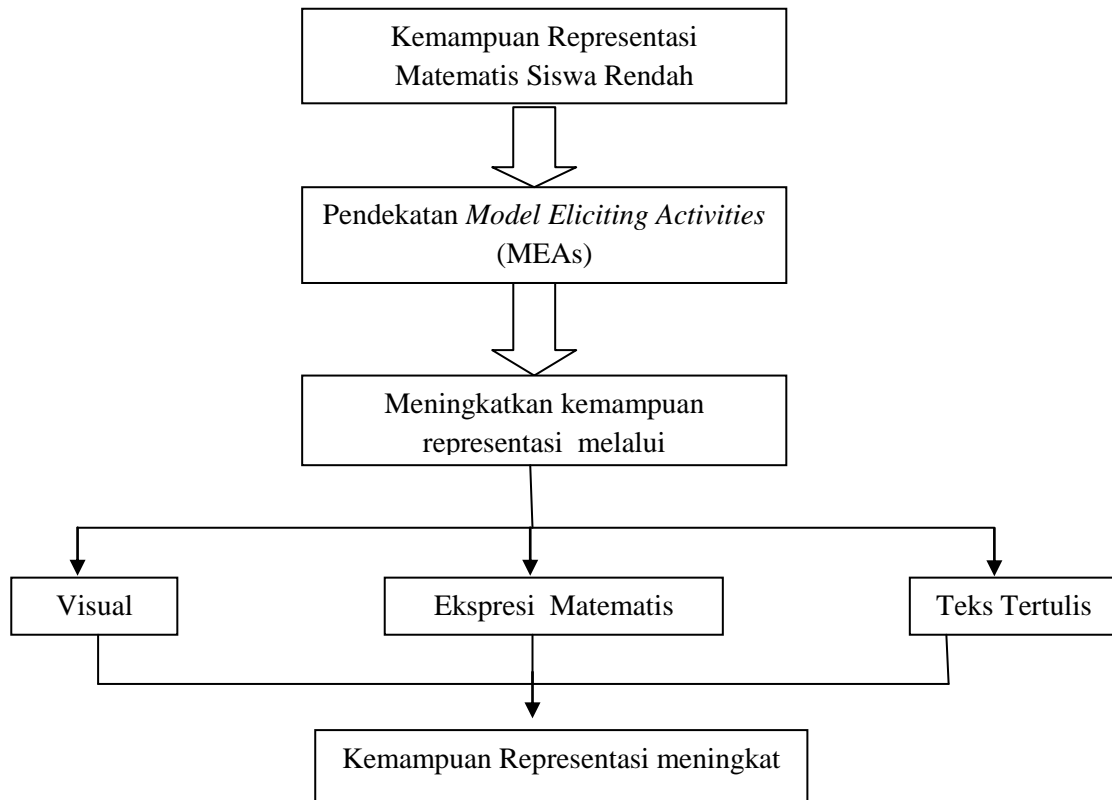 Kemampuan Representasi
Matematis Siswa Rendah
Pendekatan Model Eliciting Activities
(MEAs)
Meningkatkan kemampuan
representasi melalui
Visual
Ekspresi Matematis
Teks Tertulis
Kemampuan Representasi meningkat